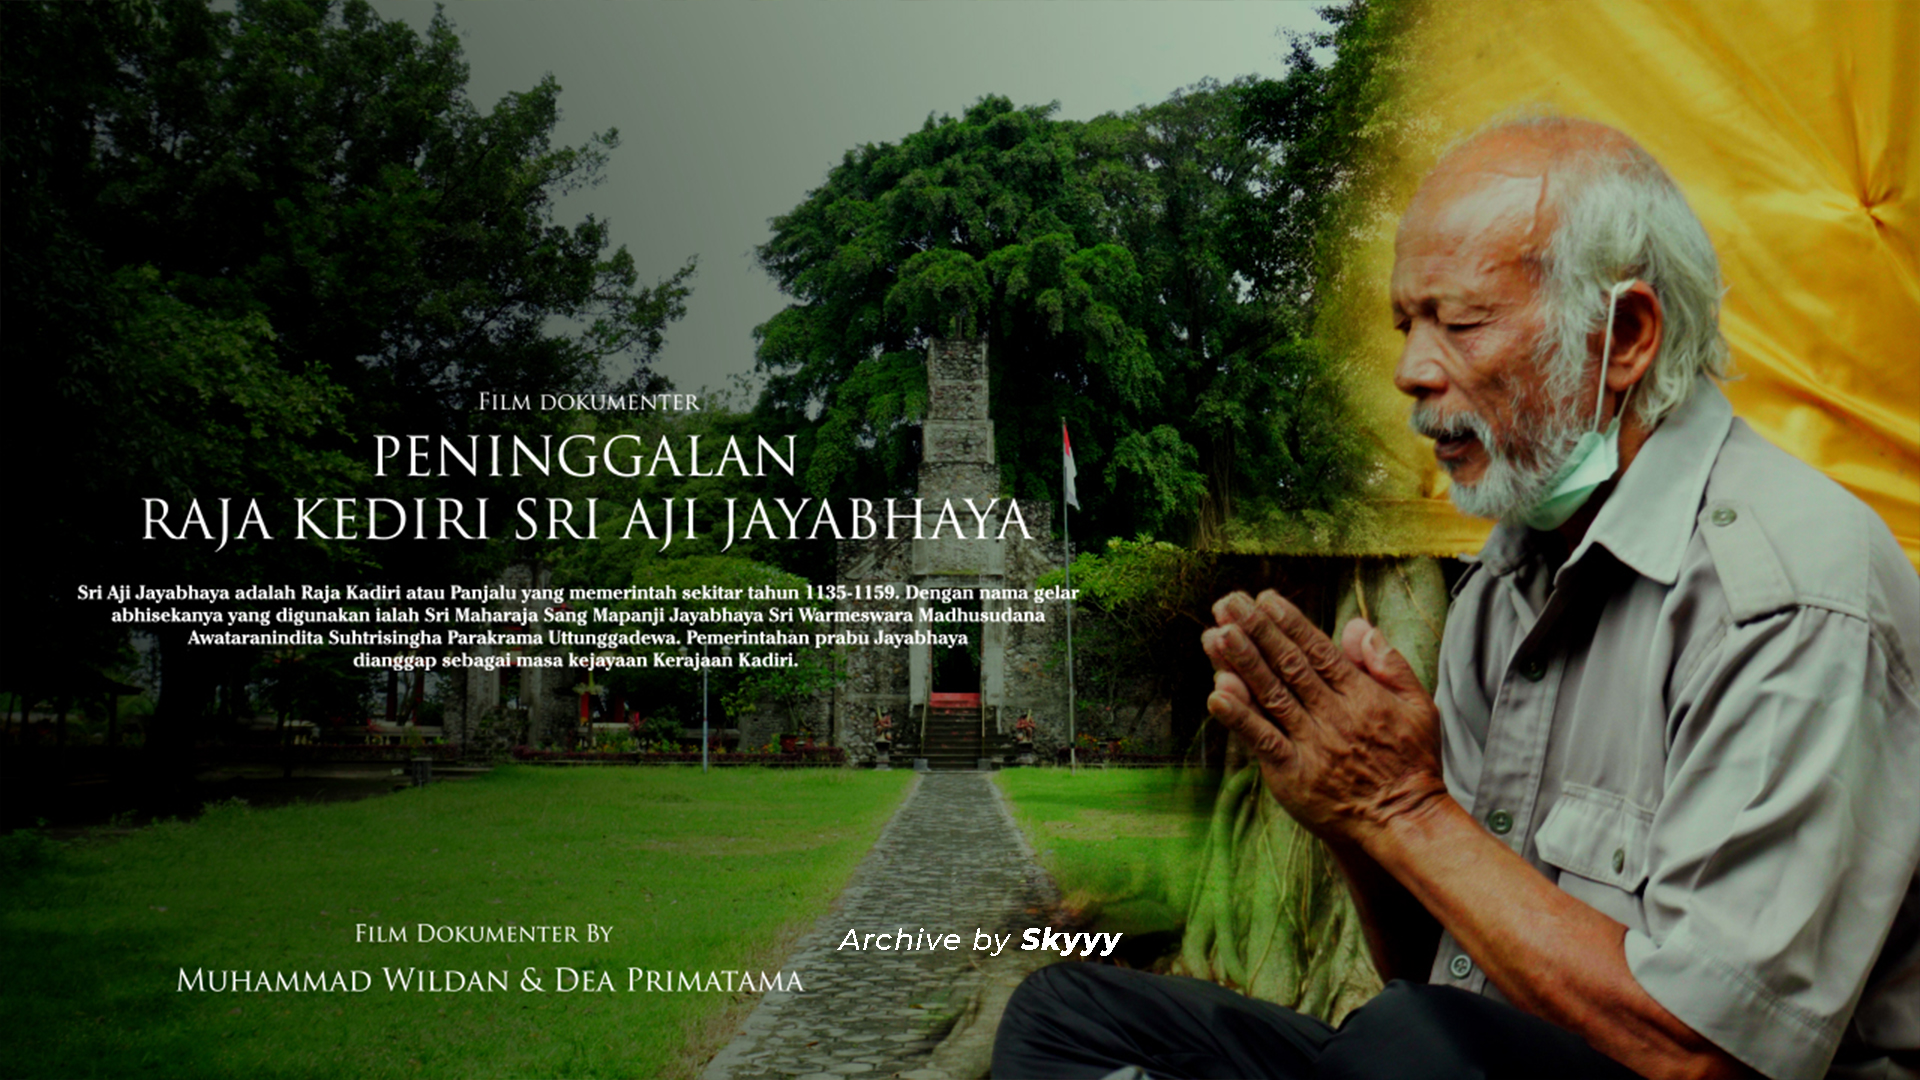 Film dokumenter
PENINGGALAN
RAJA KEDIRI SRI AJI JAYABHAYA
Sri Aji Jayabhaya adalah Raja Kadiri atau Panjalu yang memerintah sekitar tahun 1135-1159. Dengan nama gelar
abhisekanya yang digunakan ialah Sri Maharaja Sang Mapanji Jayabhaya Sri Warmeswara Madhusudana
Awataranindita Suhtrisingha Parakrama Uttunggadewa. Pemerintahan prabu Jayabhaya
dianggap sebagai masa kejayaan Kerajaan Kadiri.
Film Dokumenter By
Muhammad Wildan & Dea Primatama
Archive by Skyyy